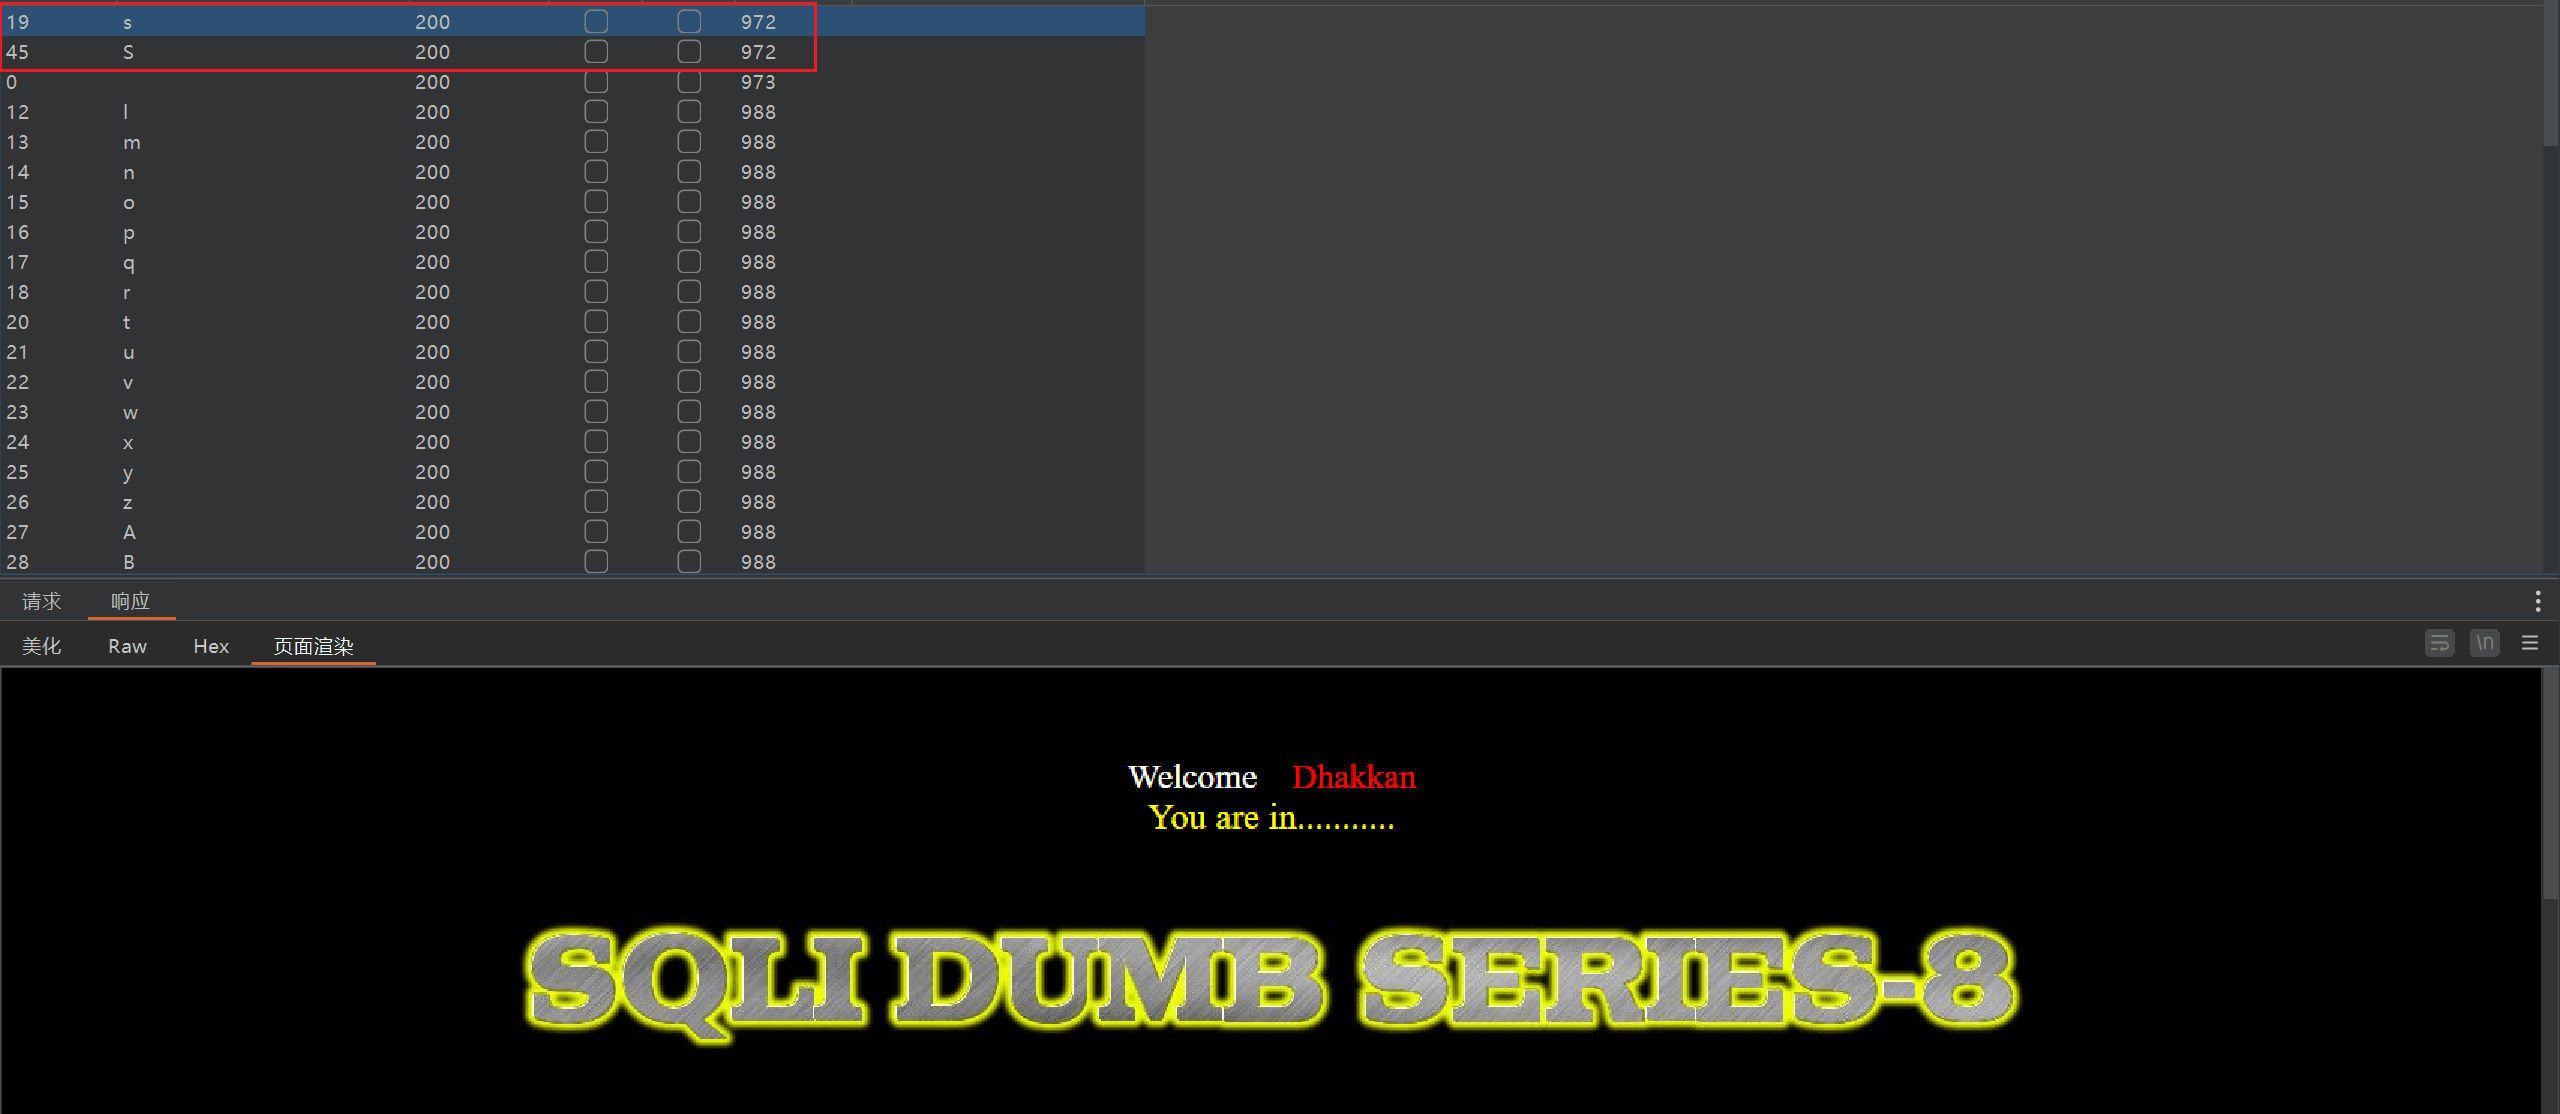 19 s 200 972
45 S 200 972
0 200 973
12 l 200 988
13 m 200 988
14 n 200 988
15 o 200 988
16 p 200 988
17 q 200 988
18 r 200 988
20 t 200 988
21 u 200 988
22 v 200 988
23 w 200 988
24 x 200 988
25 y 200 988
26 z 200 988
27 A 200 988
28 B 200 988
请求 响应
美化 Raw Hex 页面渲染 \n
Welcome Dhakkan
You are in...........
SQLI DUMB SERIES-8